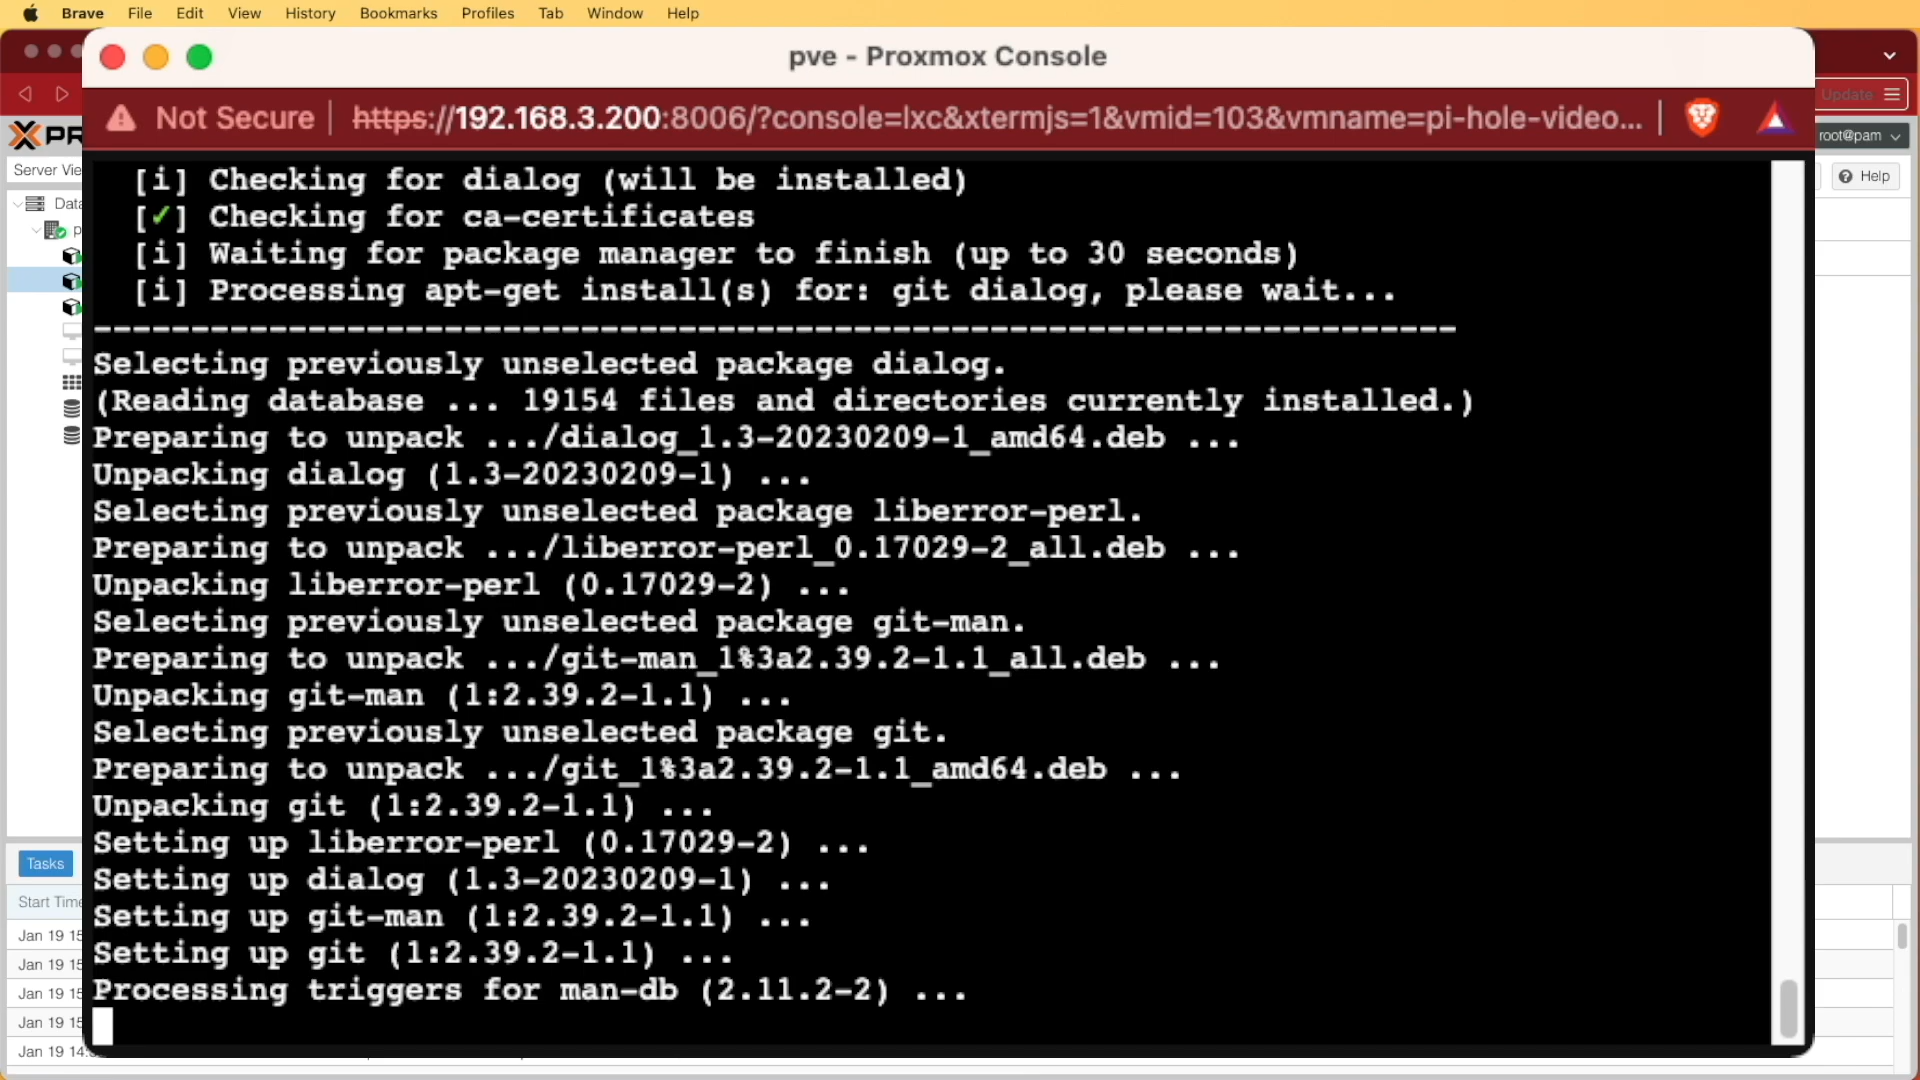 Brave File Edit View History Bookmarks Profiles Tab Window Help
pve - Proxmox Console
Not Secure https://192.168.3.200:8006/?console=lxc&xtermjs=1&vmid=103&vmname=pi-hole-video...
Update
root@pam
Server Vie
Help
Data
[i] Checking for dialog (will be installed)
[✓] Checking for ca-certificates
[i] Waiting for package manager to finish (up to 30 seconds)
[i] Processing apt-get install(s) for: git dialog, please wait...
----------------------------------------------------------------------
Selecting previously unselected package dialog.
(Reading database ... 19154 files and directories currently installed.)
Preparing to unpack .../dialog_1.3-20230209-1_amd64.deb ...
Unpacking dialog (1.3-20230209-1) ...
Selecting previously unselected package liberror-perl.
Preparing to unpack .../liberror-perl_0.17029-2_all.deb ...
Unpacking liberror-perl (0.17029-2) ...
Selecting previously unselected package git-man.
Preparing to unpack .../git-man_1%3a2.39.2-1.1_all.deb ...
Unpacking git-man (1:2.39.2-1.1) ...
Selecting previously unselected package git.
Preparing to unpack .../git_1%3a2.39.2-1.1_amd64.deb ...
Unpacking git (1:2.39.2-1.1) ...
Setting up liberror-perl (0.17029-2) ...
Setting up dialog (1.3-20230209-1) ...
Setting up git-man (1:2.39.2-1.1) ...
Setting up git (1:2.39.2-1.1) ...
Processing triggers for man-db (2.11.2-2) ...
Tasks
Start Time
Jan 19 15
Jan 19 15
Jan 19 15
Jan 19 15
Jan 19 14: